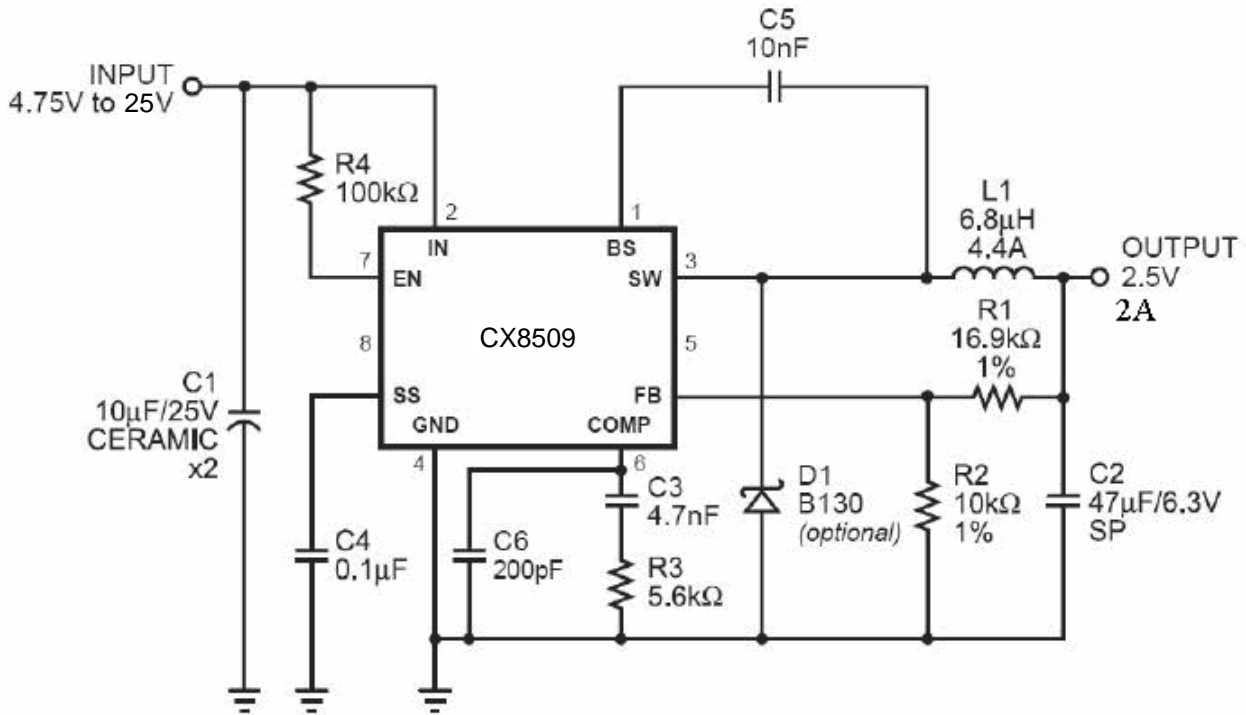 C5
10nF
INPUT
4.75V to 25V
R4
100kΩ
2
1
IN
BS
L1
6.8µH
4.4A
OUTPUT
2.5V
2A
7
EN
SW
3
CX8509
R1
16.9kΩ
1%
8
5
C1
10µF/25V
CERAMIC
x2
SS
FB
GND
COMP
4
6
C3
4.7nF
D1
B130
(optional)
R2
10kΩ
1%
C2
47µF/6.3V
SP
C4
0.1µF
C6
200pF
R3
5.6kΩ